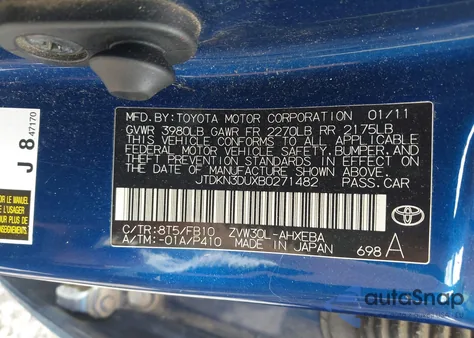 MFD. BY: TOYOTA MOTOR CORPORATION 01/11
GVWR 3980LB GAWR FR 2270LB RR 2175LB
THIS VEHICLE CONFORMS TO ALL APPLICABLE
FEDERAL MOTOR VEHICLE SAFETY, BUMPER, AND
THEFT PREVENTION STANDARDS IN EFFECT ON
THE DATE OF MANUFACTURE SHOWN ABOVE.
JTDKN3DUXB0271482 PASS.CAR
C/TR:8T5/FB10 ZVW30L-AHXEBA
A/TM:-01A/P410 MADE IN JAPAN
698 A
TOYOTA
J 8 47170
autoSnap